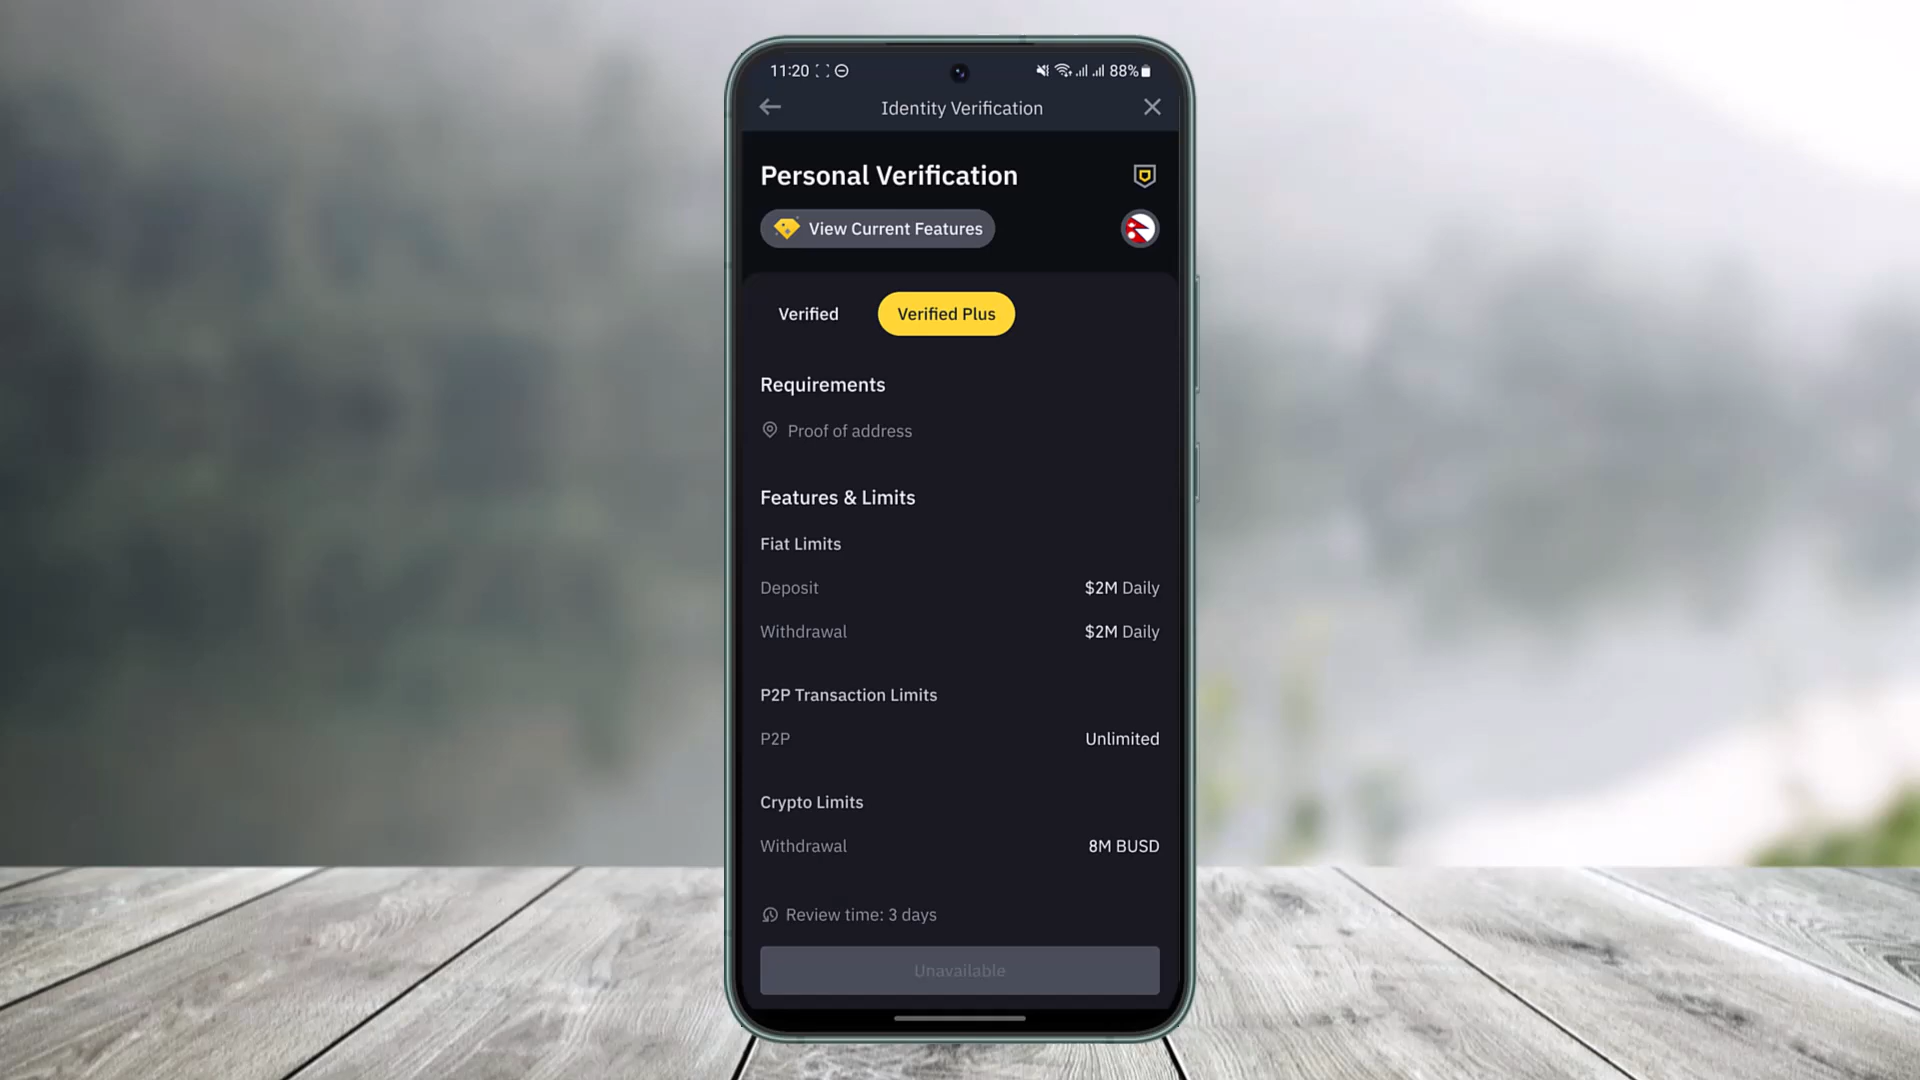 11:20
88%
Identity Verification
Personal Verification
View Current Features
Verified
Verified Plus
Requirements
Proof of address
Features & Limits
Fiat Limits
Deposit
$2M Daily
Withdrawal
$2M Daily
P2P Transaction Limits
P2P
Unlimited
Crypto Limits
Withdrawal
8M BUSD
Review time: 3 days
Unavailable